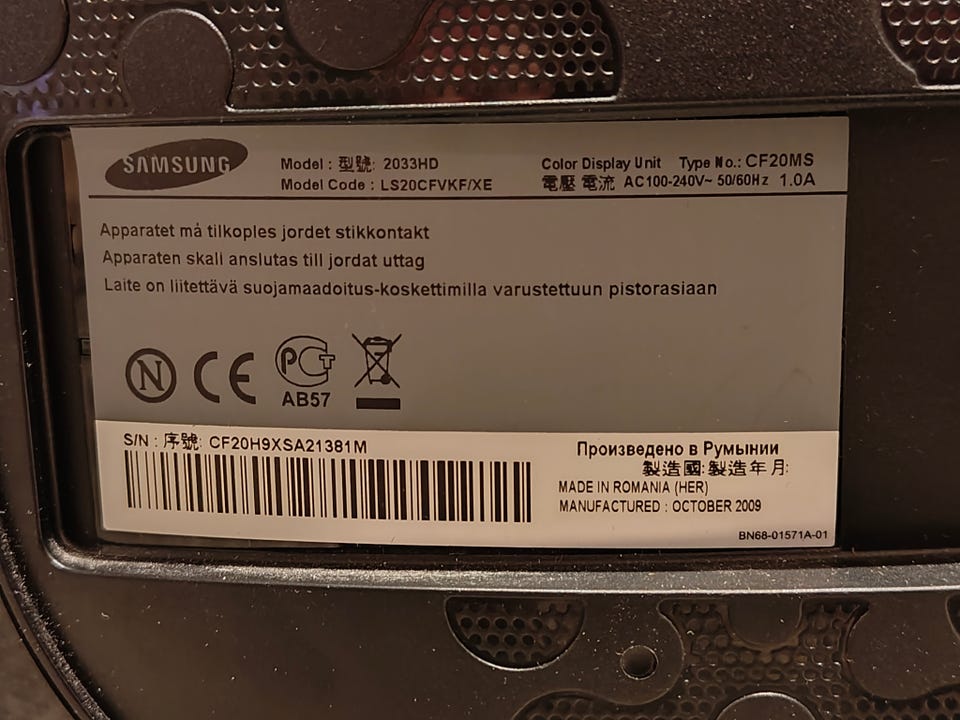 SAMSUNG
Model : 型號: 2033HD
Model Code : LS20CFVKF/XE
Color Display Unit Type No.: CF20MS
電壓 電流 AC100-240V~ 50/60Hz 1.0A
Apparatet må tilkoples jordet stikkontakt
Apparaten skall anslutas till jordat uttag
Laite on liitettävä suojamaadoitus-koskettimilla varustettuun pistorasiaan
N CE PCT
AB57
S/N : 序號: CF20H9XSA21381M
Произведено в Румынии
製造國:製造年月:
MADE IN ROMANIA (HER)
MANUFACTURED : OCTOBER 2009
BN68-01571A-01